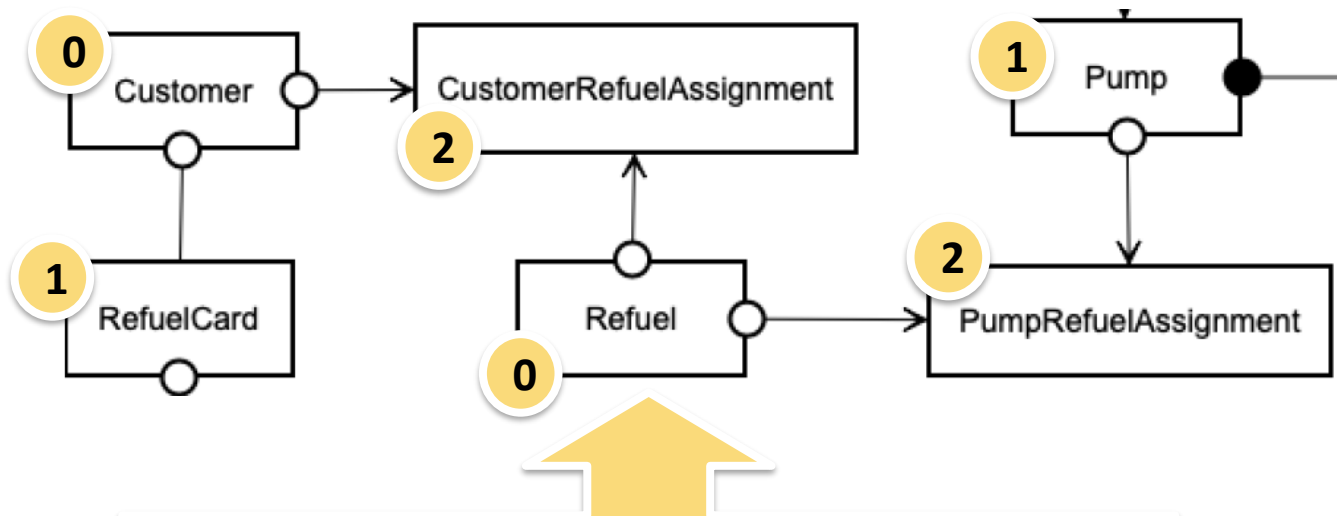 0
Customer
CustomerRefuelAssignment
2
1
Pump
1
RefuelCard
Refuel
0
2
PumpRefuelAssignment